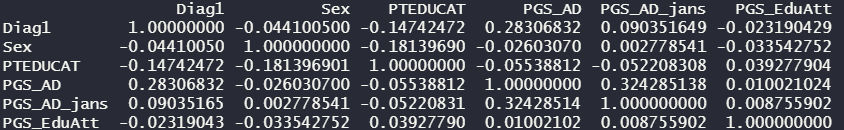 Diag1 Sex PTEDUCAT PGS_AD PGS_AD_jans PGS_EduAtt
Diag1 1.00000000 -0.044100500 -0.14742472 0.28306832 0.090351649 -0.023190429
Sex -0.04410050 1.000000000 -0.18139690 -0.02603070 0.002778541 -0.033542752
PTEDUCAT -0.14742472 -0.181396901 1.00000000 -0.05538812 -0.052208308 0.039277904
PGS_AD 0.28306832 -0.026030700 -0.05538812 1.00000000 0.324285138 0.010021024
PGS_AD_jans 0.09035165 0.002778541 -0.05220831 0.32428514 1.000000000 0.008755902
PGS_EduAtt -0.02319043 -0.033542752 0.03927790 0.01002102 0.008755902 1.000000000